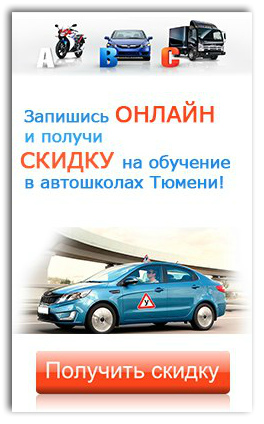 A B C
Запишись ОНЛАЙН
и получи
СКИДКУ на обучение
в автошколах Тюмени!
У
Получить скидку